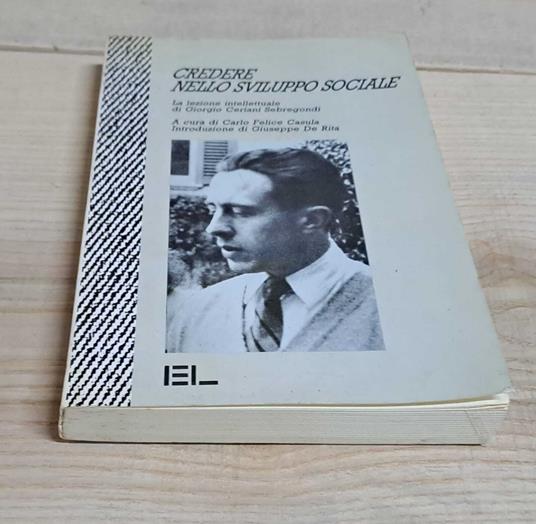 CREDERE
NELLO SVILUPPO SOCIALE
La lezione intellettuale
di Giorgio Ceriani Sebregondi
A cura di Carlo Felice Casula
Introduzione di Giuseppe De Rita
EL